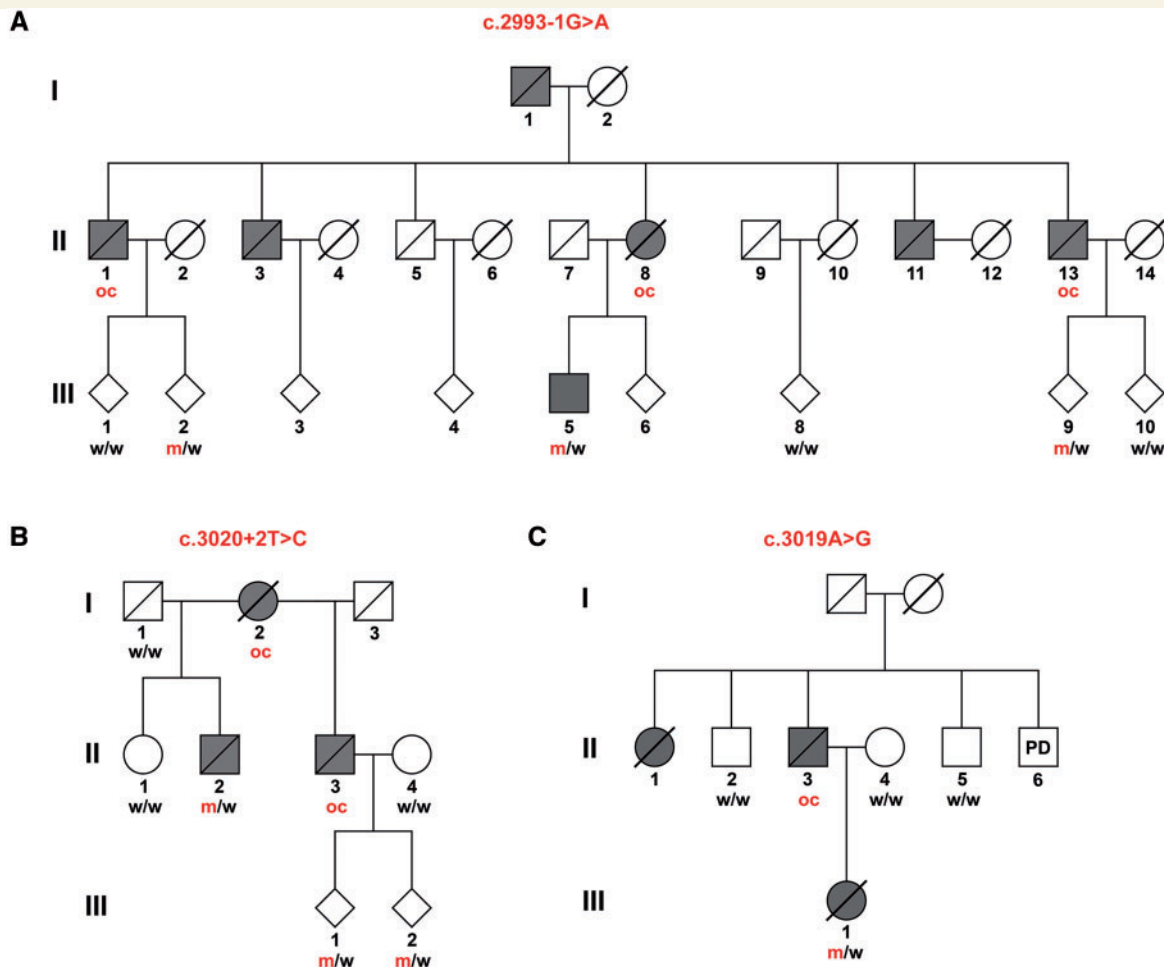 A
c.2993-1G>A
I
1 2
II
1 2 3 4 5 6 7 8 9 10 11 12 13 14
oc oc oc
III
1 2 3 4 5 6 8 9 10
w/w m/w m/w w/w m/w w/w
B
c.3020+2T>C
I
1 2 3
w/w oc
II
1 2 3 4
w/w m/w oc w/w
III
1 2
m/w m/w
C
c.3019A>G
I
II
PD
1 2 3 4 5 6
w/w oc w/w w/w
III
1
m/w